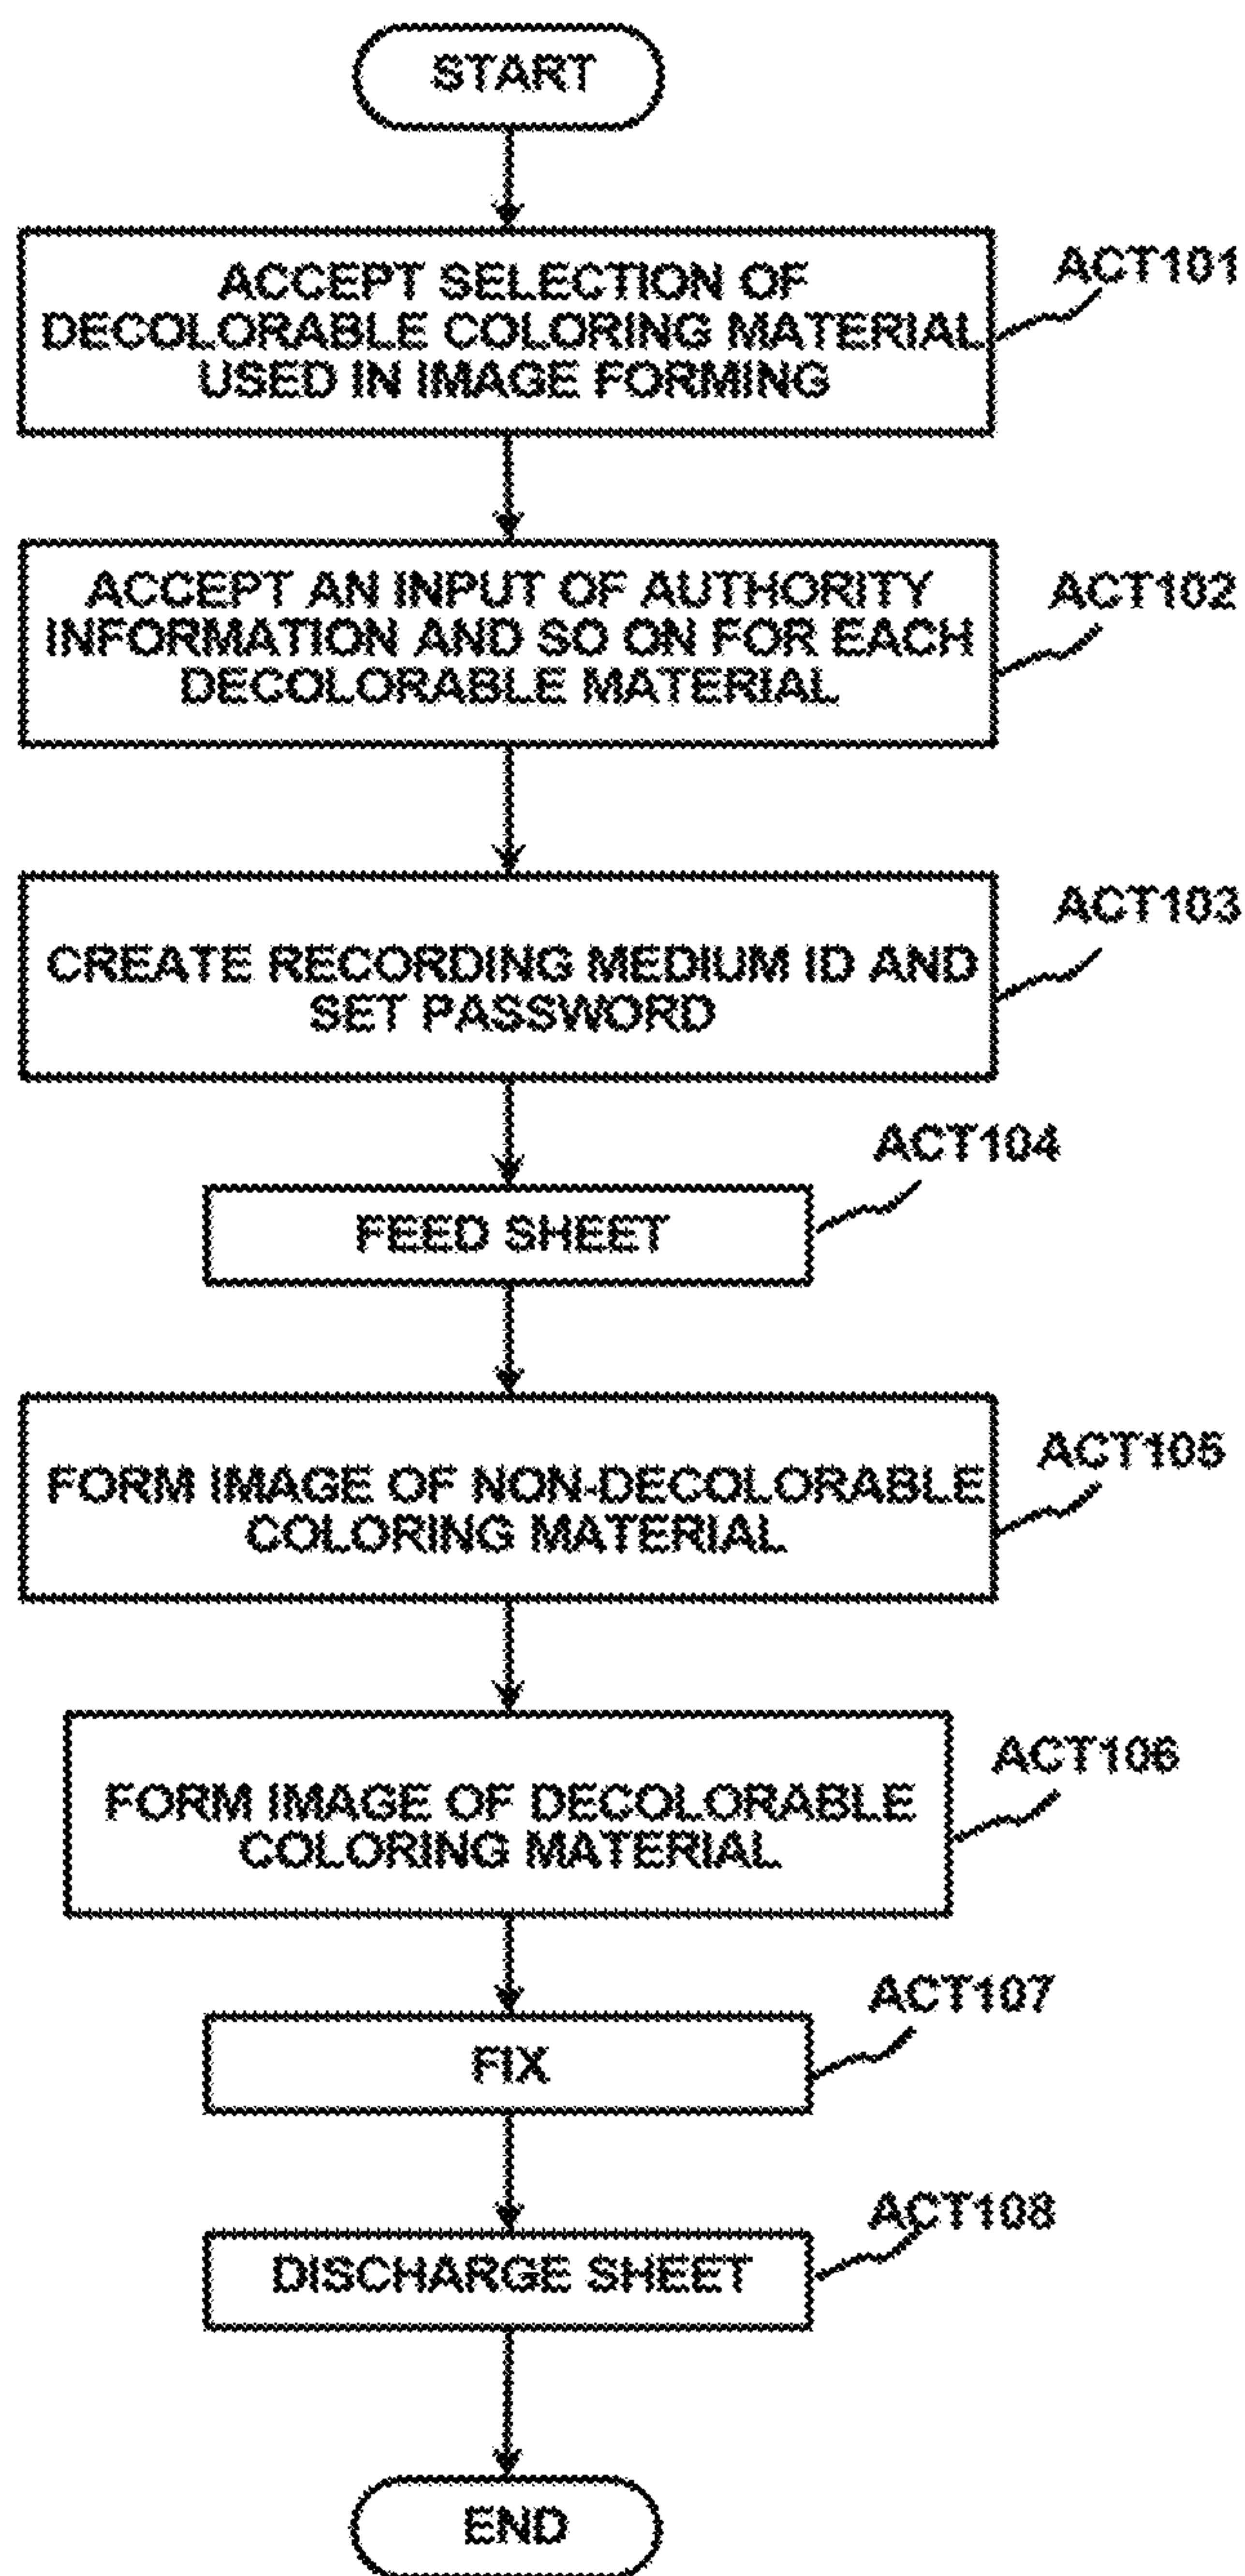 START
ACCEPT SELECTION OF
DECOLORABLE COLORING MATERIAL
USED IN IMAGE FORMING
ACT101
ACCEPT AN INPUT OF AUTHORITY
INFORMATION AND SO ON FOR EACH
DECOLORABLE MATERIAL
ACT102
CREATE RECORDING MEDIUM ID AND
SET PASSWORD
ACT103
FEED SHEET
ACT104
FORM IMAGE OF NON-DECOLORABLE
COLORING MATERIAL
ACT105
FORM IMAGE OF DECOLORABLE
COLORING MATERIAL
ACT106
FIX
ACT107
DISCHARGE SHEET
ACT108
END